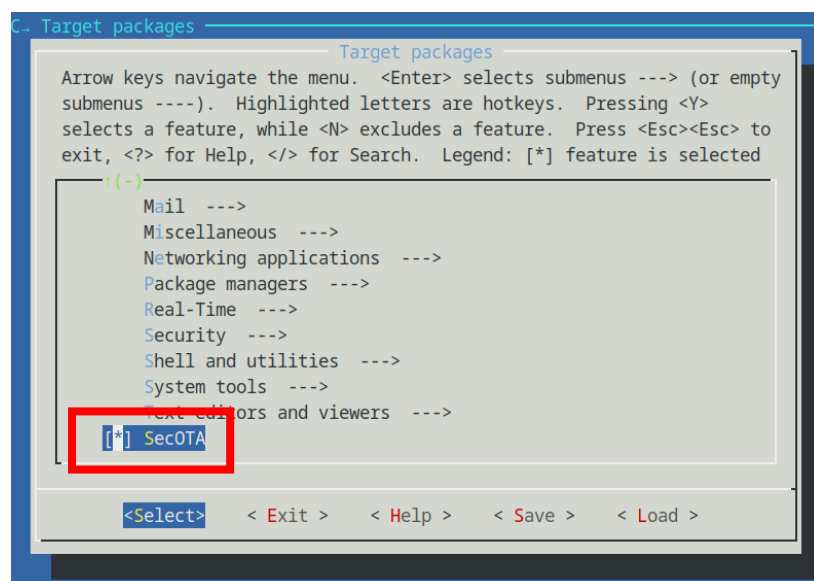 C→ Target packages
Target packages
Arrow keys navigate the menu.  <Enter> selects submenus ---> (or empty
submenus ----).  Highlighted letters are hotkeys.  Pressing <Y>
selects a feature, while <N> excludes a feature.  Press <Esc><Esc> to
exit, <?> for Help, </> for Search.  Legend: [*] feature is selected
↑(-)
Mail  --->
Miscellaneous  --->
Networking applications  --->
Package managers  --->
Real-Time  --->
Security  --->
Shell and utilities  --->
System tools  --->
Text editors and viewers  --->
[*] SecOTA
<Select>    < Exit >    < Help >    < Save >    < Load >